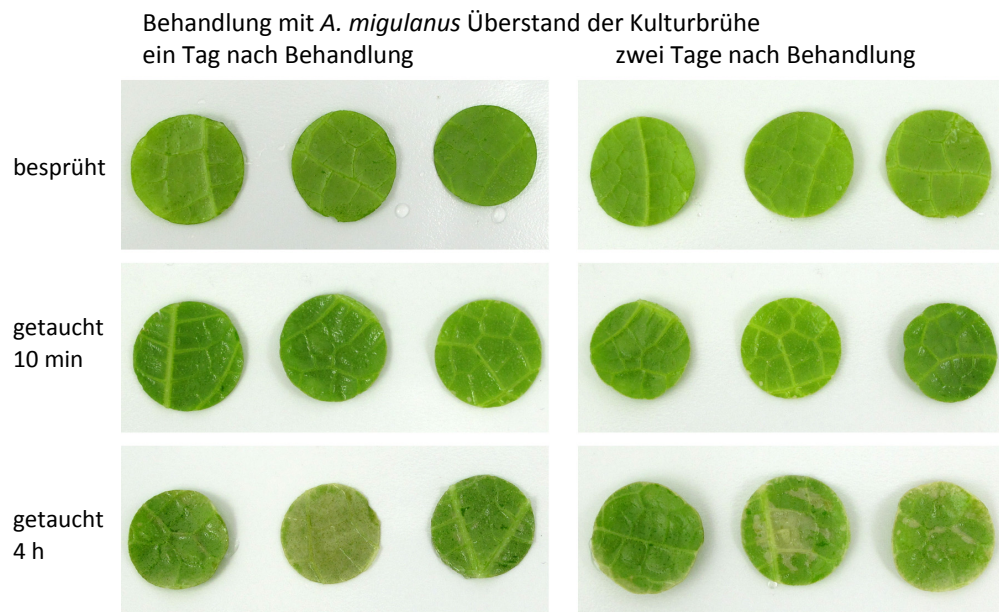 Behandlung mit A. migulanus Überstand der Kulturbrühe
ein Tag nach Behandlung
zwei Tage nach Behandlung
besprüht
getaucht
10 min
getaucht
4 h